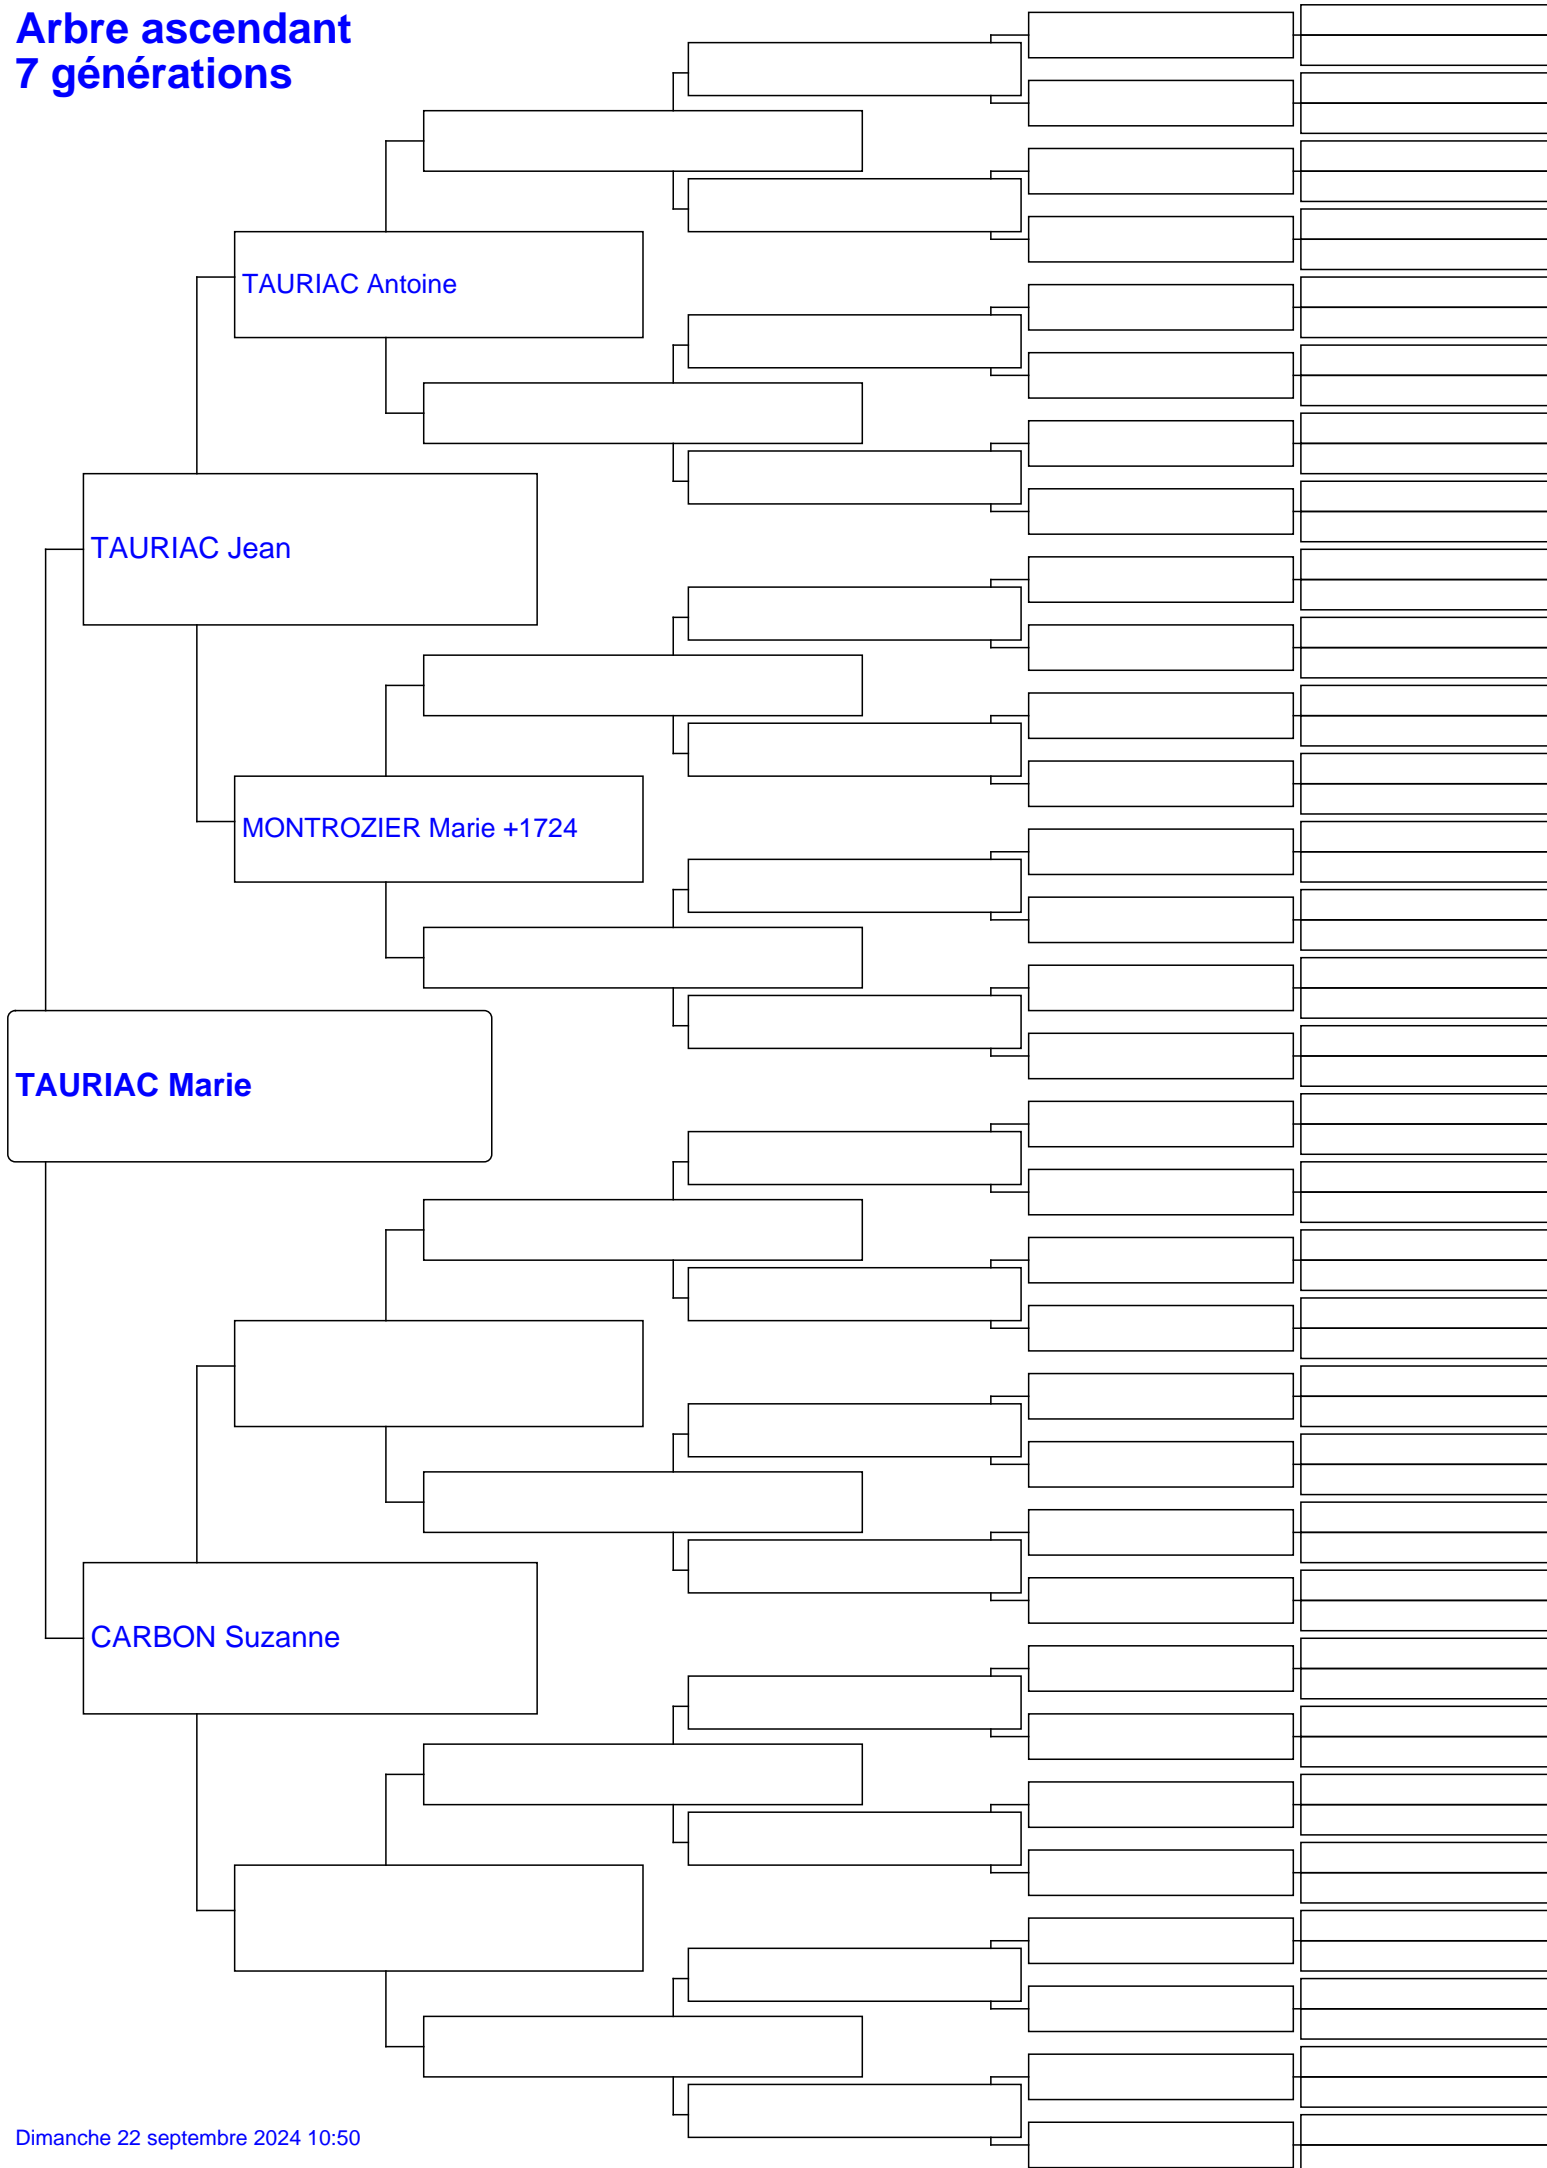 Arbre ascendant
7 générations
TAURIAC Antoine
TAURIAC Jean
MONTROZIER Marie +1724
TAURIAC Marie
CARBON Suzanne
Dimanche 22 septembre 2024 10:50